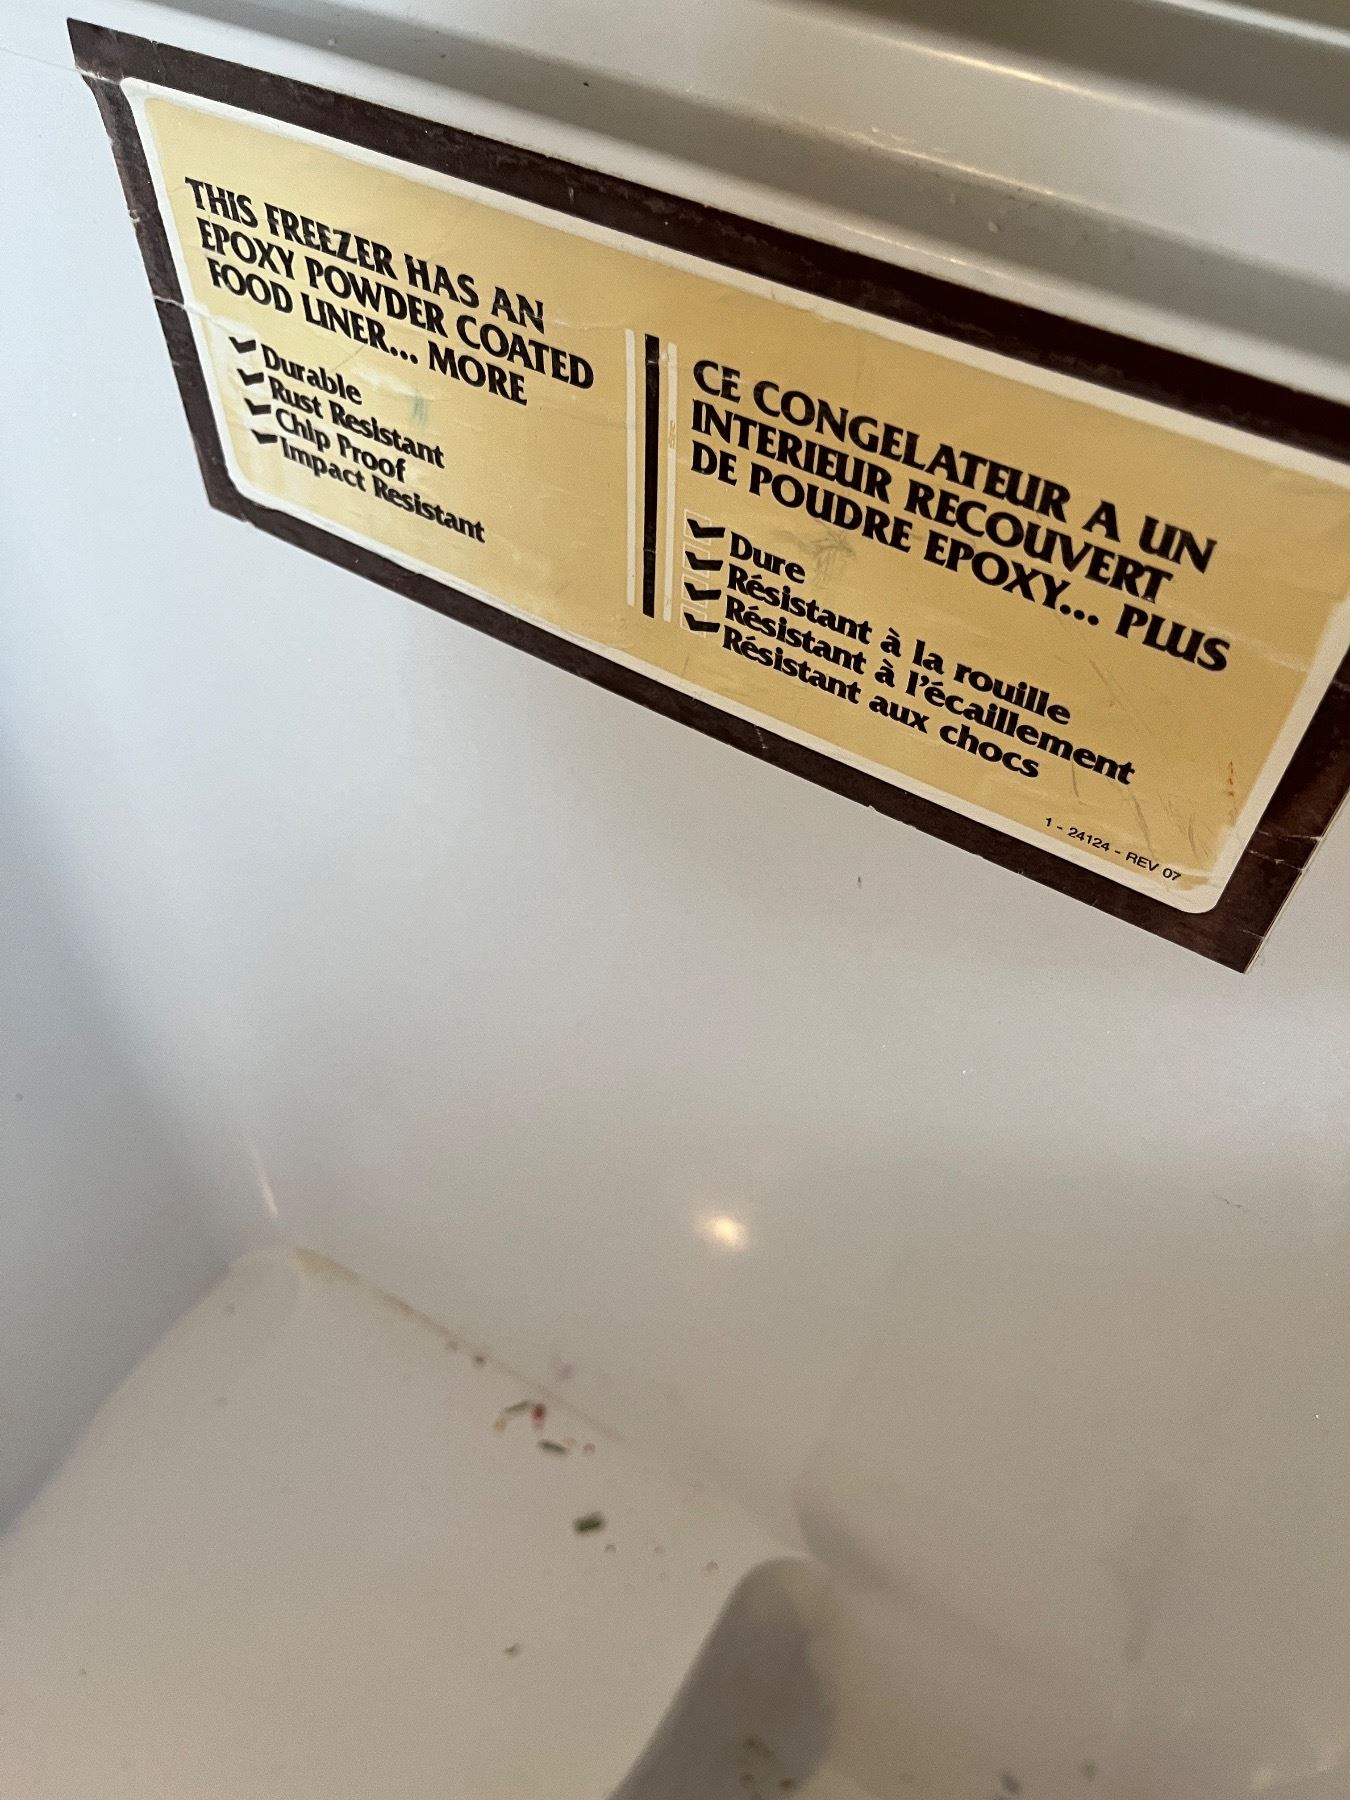 THIS FREEZER HAS AN
EPOXY POWDER COATED
FOOD LINER... MORE
Durable
Rust Resistant
Chip Proof
Impact Resistant
CE CONGELATEUR A UN
INTERIEUR RECOUVERT
DE POUDRE EPOXY... PLUS
Dure
Résistant à la rouille
Résistant à l'écaillement
Résistant aux chocs
1 - 24124 - REV 07